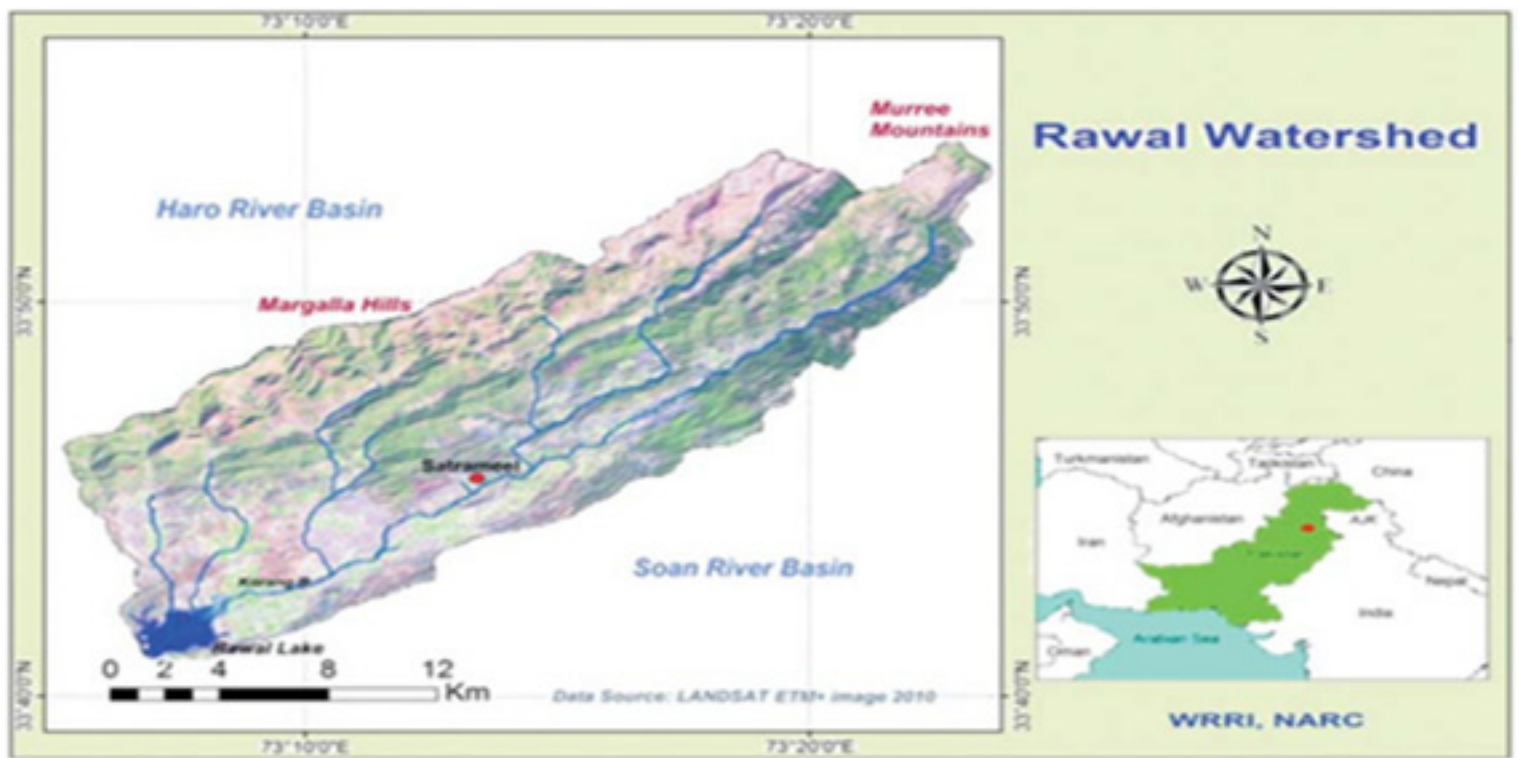 73°10'0"E
73°20'0"E
Murree
Mountains
Rawal Watershed
Haro River Basin
Margalla Hills
33°50'0"N
33°50'0"N
N
W
E
S
Satrameel
Soan River Basin
Korang R.
Rawal Lake
0 2 4 8 12
Km
Data Source: LANDSAT ETM+ image 2010
33°40'0"N
33°40'0"N
73°10'0"E
73°20'0"E
Turkmanistan
Tajikistan
China
Afghanistan
AJK
Iran
Pakistan
Nepal
India
Arabian Sea
Oman
WRRI, NARC